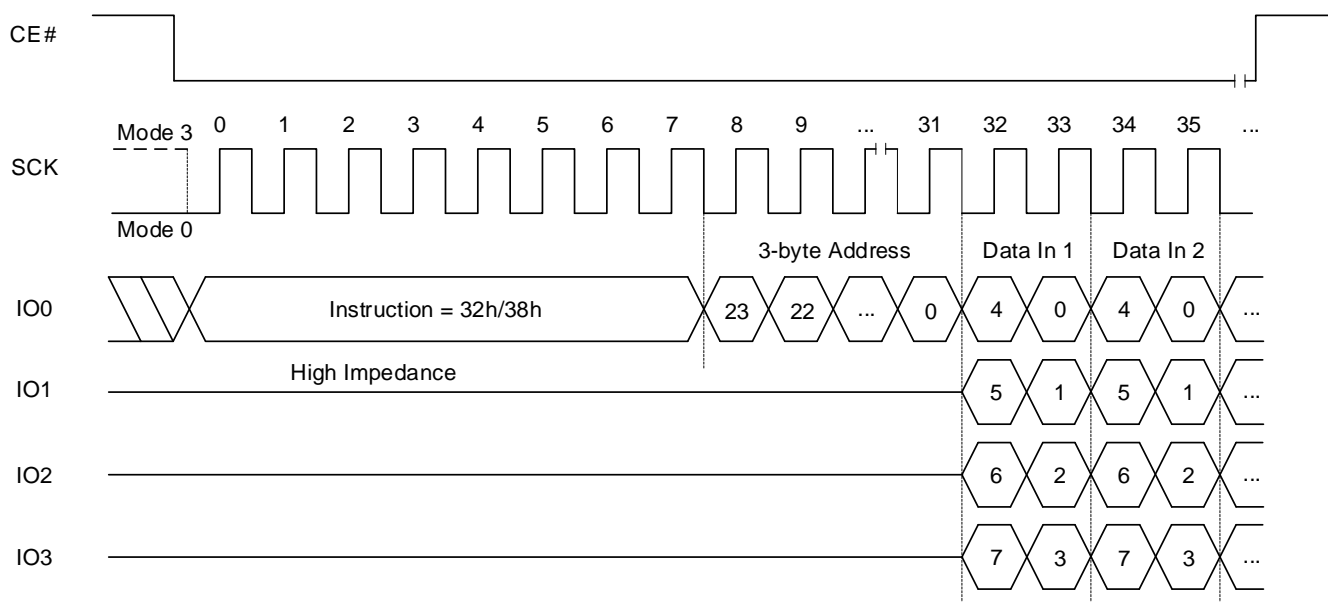 CE#
Mode 3 0 1 2 3 4 5 6 7 8 9 ... 31 32 33 34 35 ...
SCK
Mode 0
3-byte Address Data In 1 Data In 2
IO0 Instruction = 32h/38h 23 22 ... 0 4 0 4 0 ...
High Impedance
IO1 5 1 5 1 ...
IO2 6 2 6 2 ...
IO3 7 3 7 3 ...